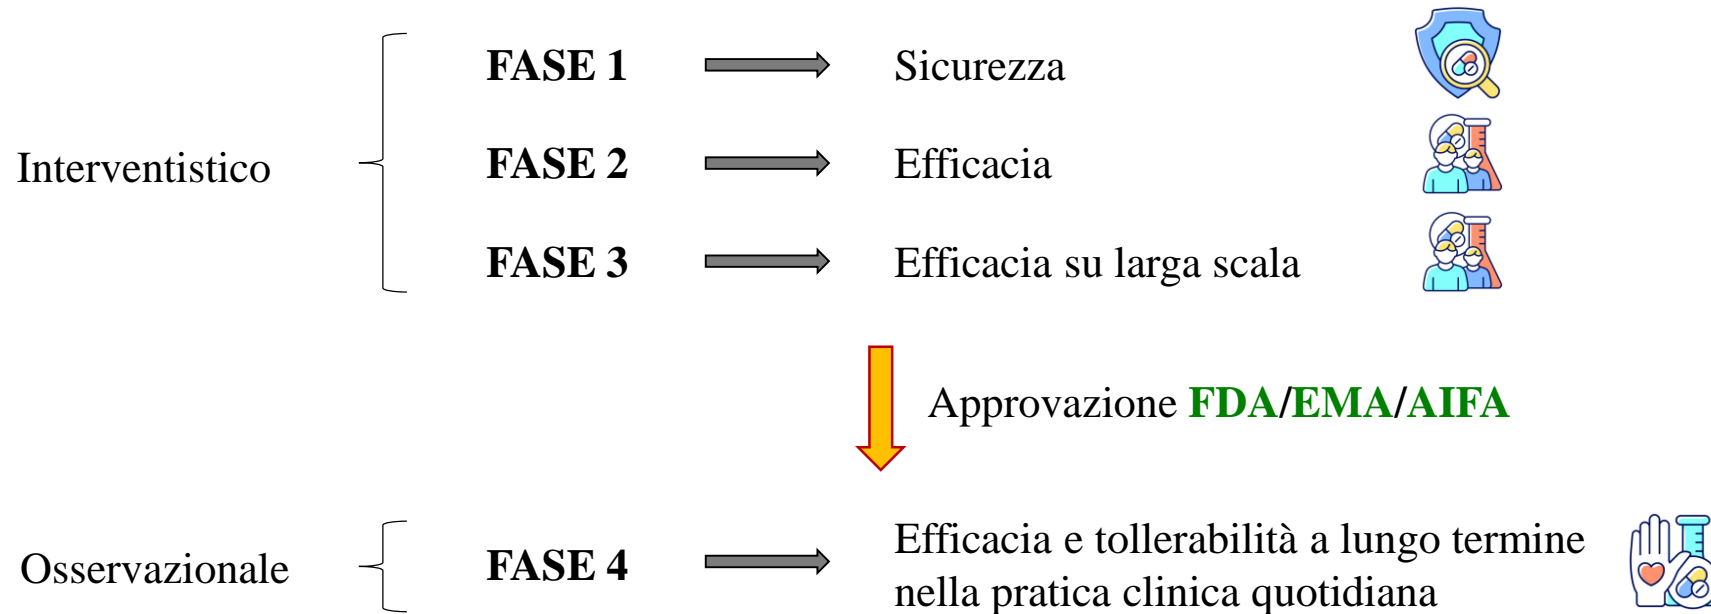 FASE 1 Sicurezza
Interventistico FASE 2 Efficacia
FASE 3 Efficacia su larga scala
Approvazione FDA/EMA/AIFA
Osservazionale FASE 4 Efficacia e tollerabilità a lungo termine
nella pratica clinica quotidiana